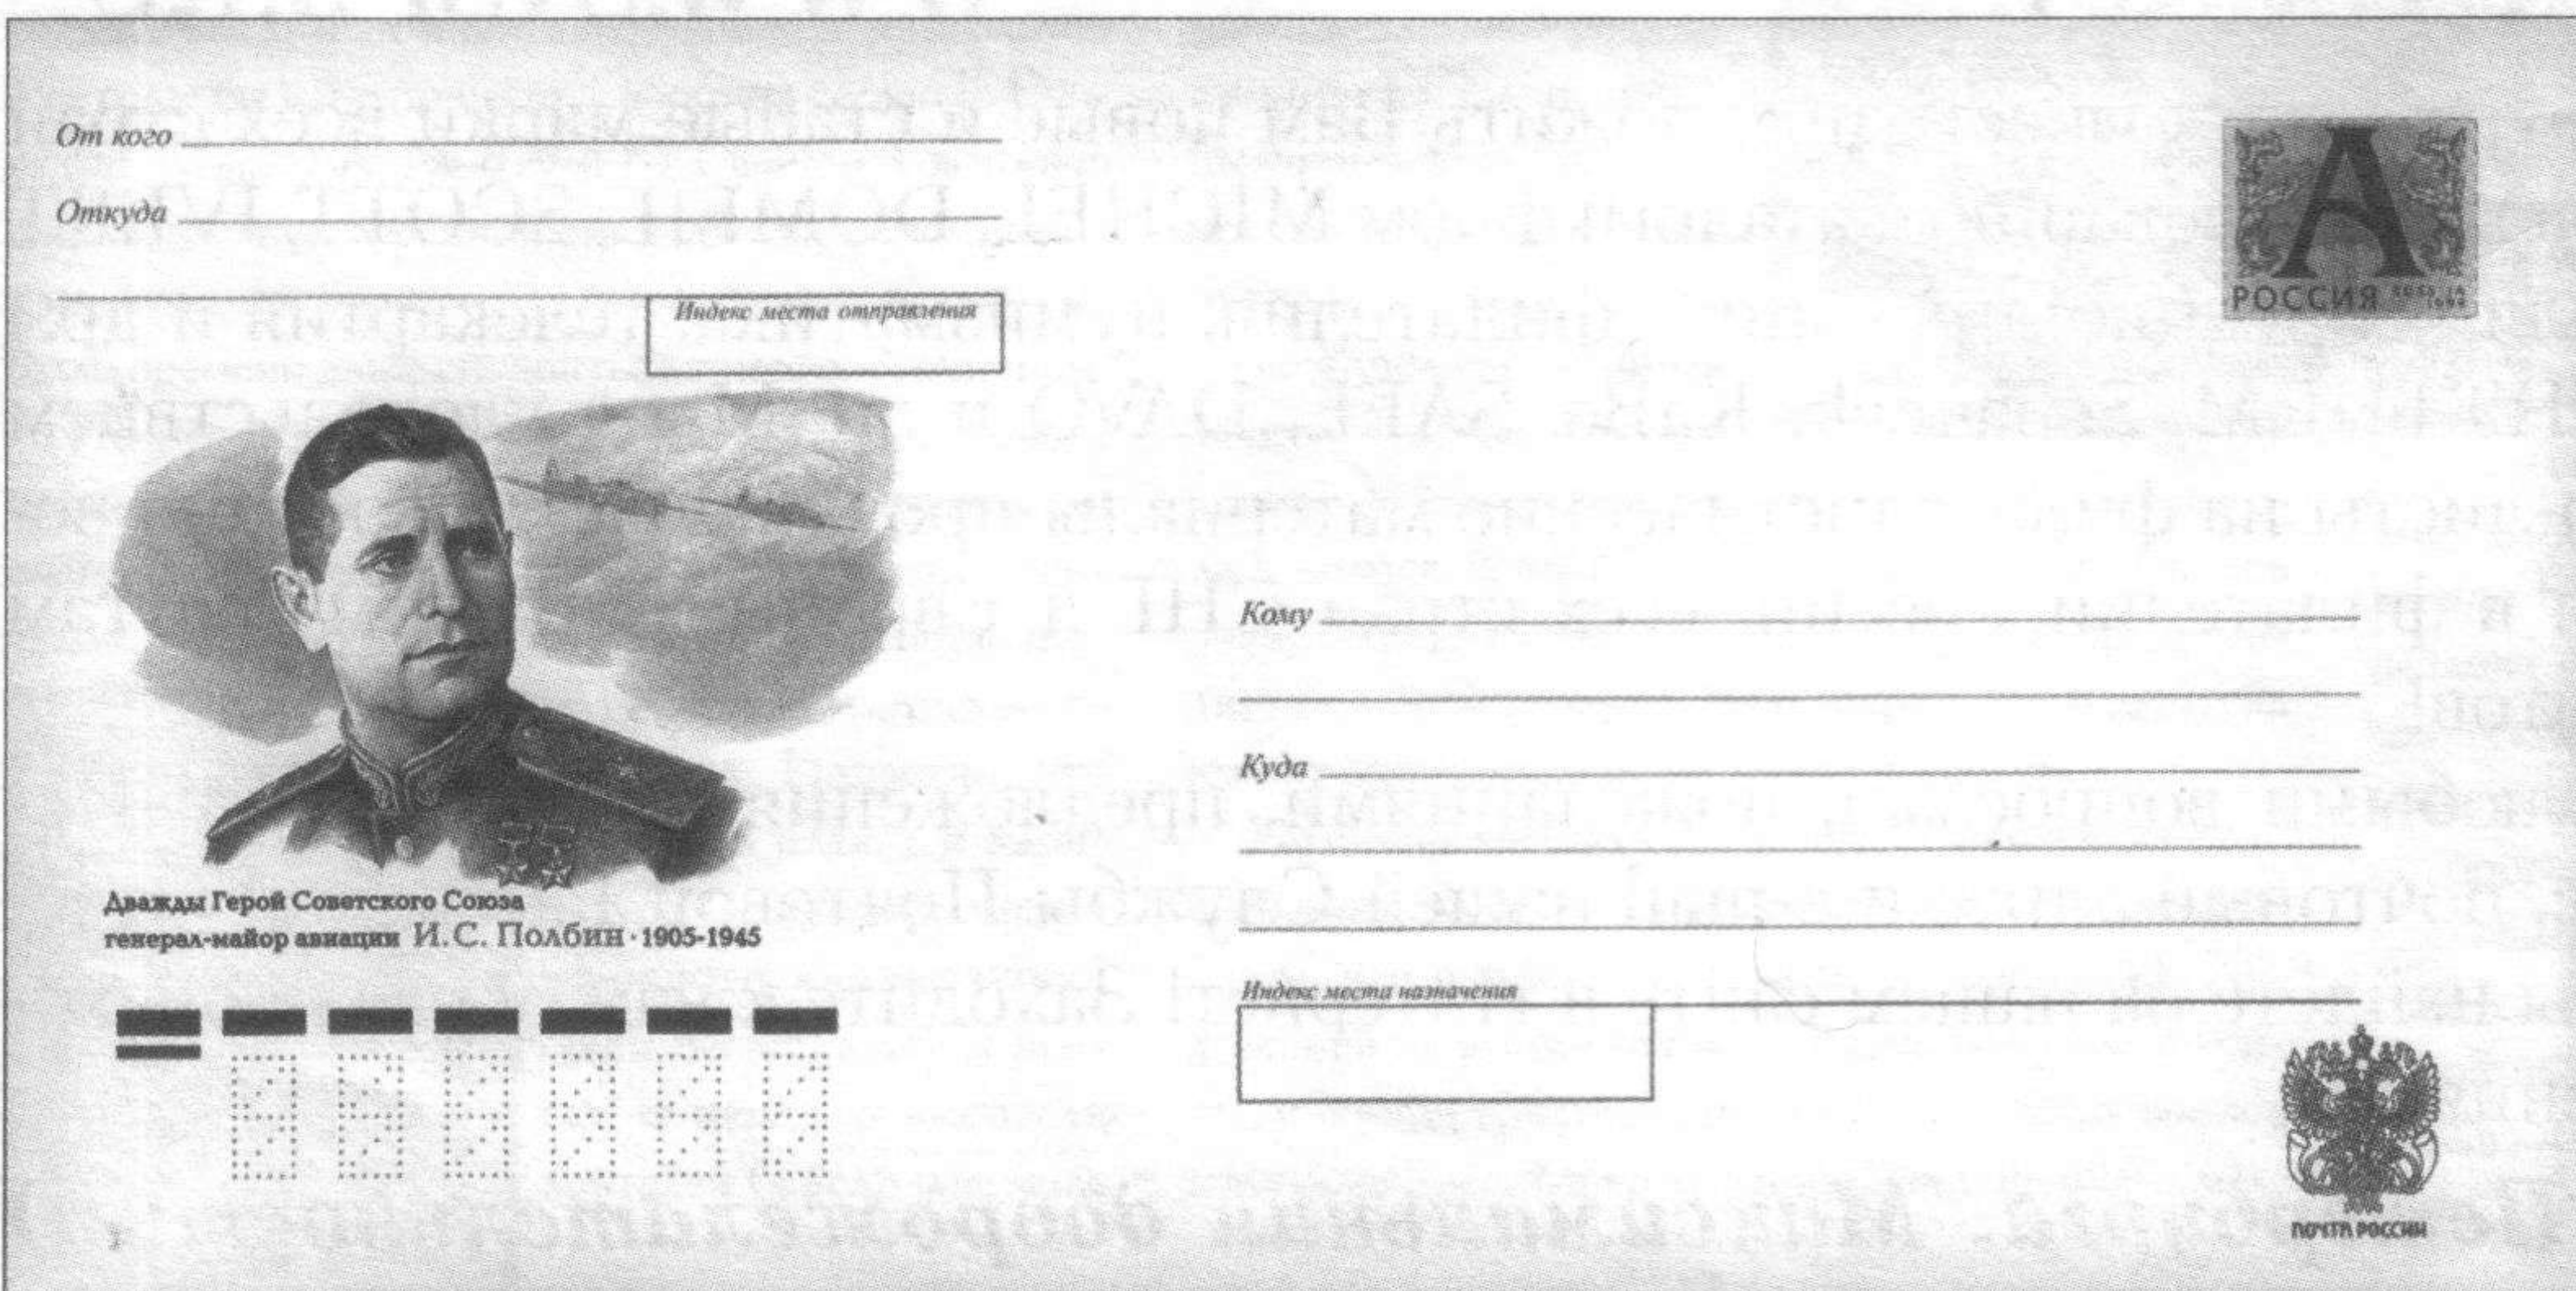 От кого
Откуда
Индекс места отправления
А
РОССИЯ
Кому
Куда
Дважды Герой Советского Союза
генерал-майор авиации И.С. Полбин · 1905-1945
Индекс места назначения
ПОЧТА РОССИИ